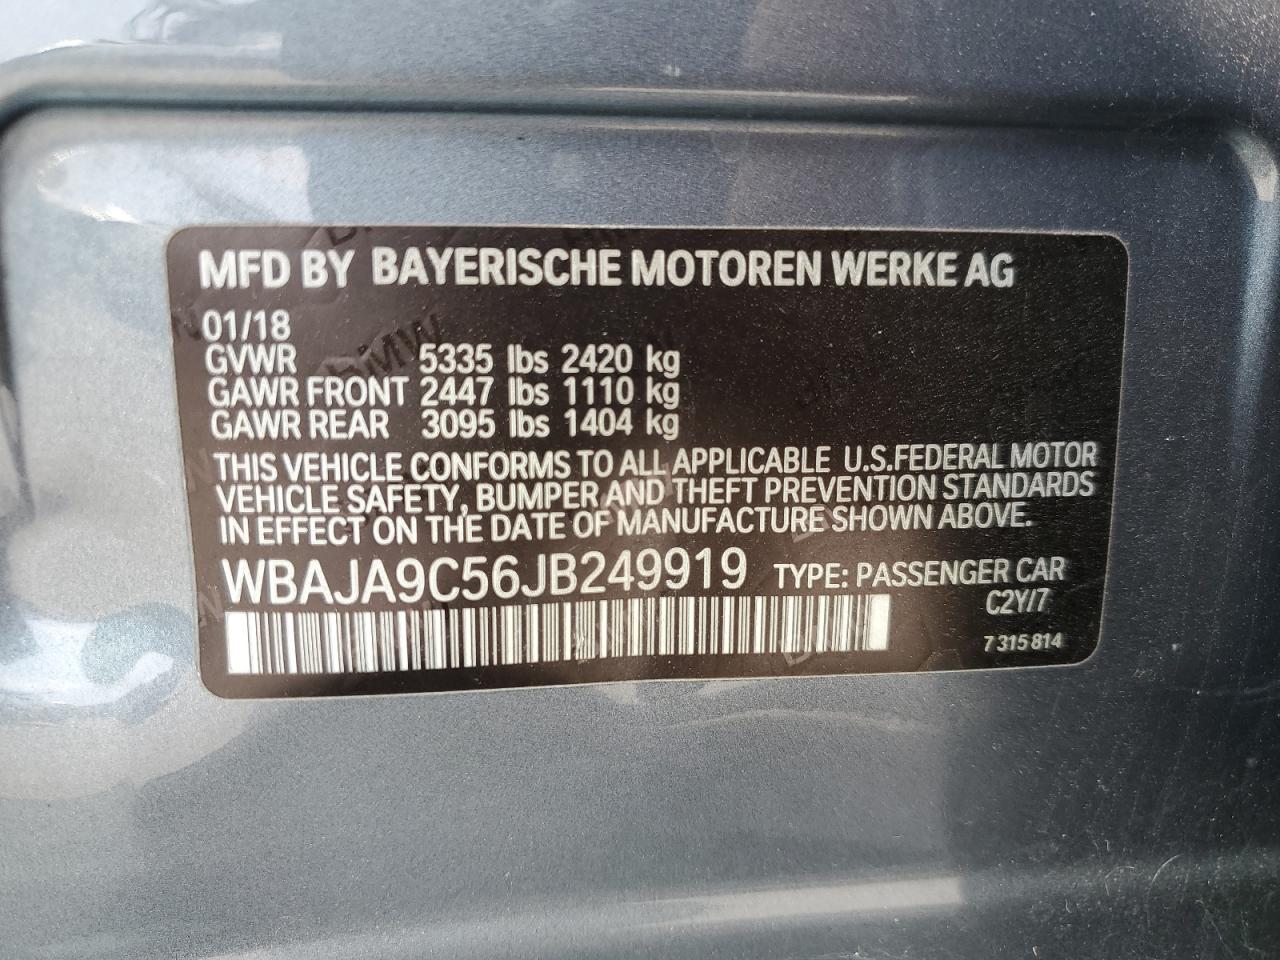 MFD BY BAYERISCHE MOTOREN WERKE AG
01/18
GVWR 5335 lbs 2420 kg
GAWR FRONT 2447 lbs 1110 kg
GAWR REAR 3095 lbs 1404 kg
THIS VEHICLE CONFORMS TO ALL APPLICABLE U.S.FEDERAL MOTOR
VEHICLE SAFETY, BUMPER AND THEFT PREVENTION STANDARDS
IN EFFECT ON THE DATE OF MANUFACTURE SHOWN ABOVE.
WBAJA9C56JB249919 TYPE: PASSENGER CAR
C2Y/7
7 315 814